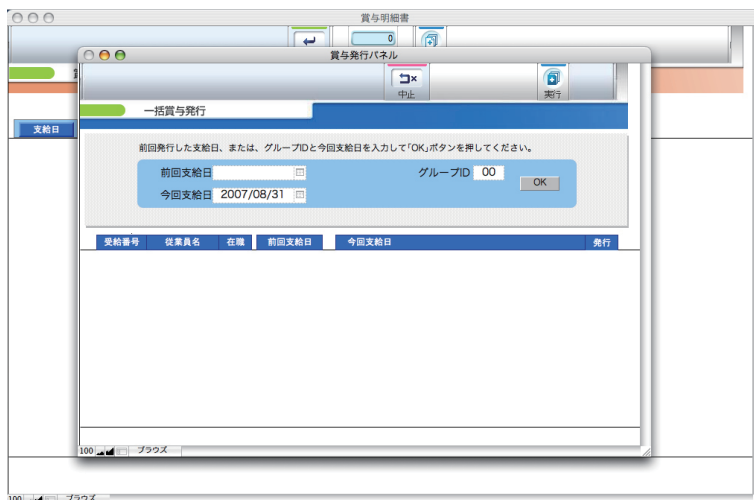 賞与明細書
0
賞与発行パネル
中止
実行
一括賞与発行
支給日
前回発行した支給日、または、グループIDと今回支給日を入力して「OK」ボタンを押してください。
前回支給日
グループID 00
OK
今回支給日 2007/08/31
受給番号 従業員名 在職 前回支給日 今回支給日 発行
100 ブラウズ
100 ブラウズ